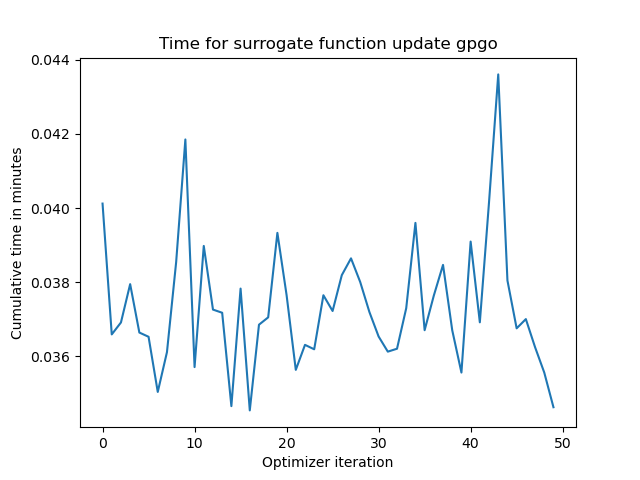 Time for surrogate function update gpgo
0.044
0.042
0.040
0.038
0.036
Cumulative time in minutes
0 10 20 30 40 50
Optimizer iteration